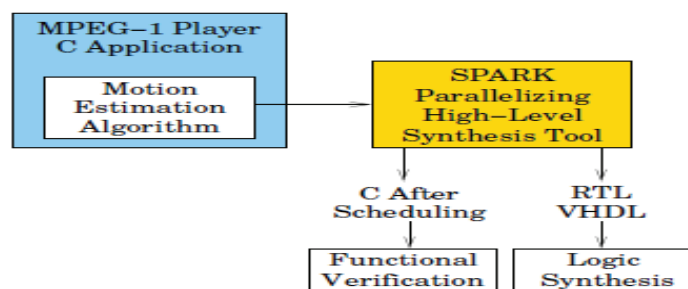 MPEG−1 Player
C Application
Motion
Estimation
Algorithm
SPARK
Parallelizing
High−Level
Synthesis Tool
C After
Scheduling
RTL
VHDL
Functional
Verification
Logic
Synthesis